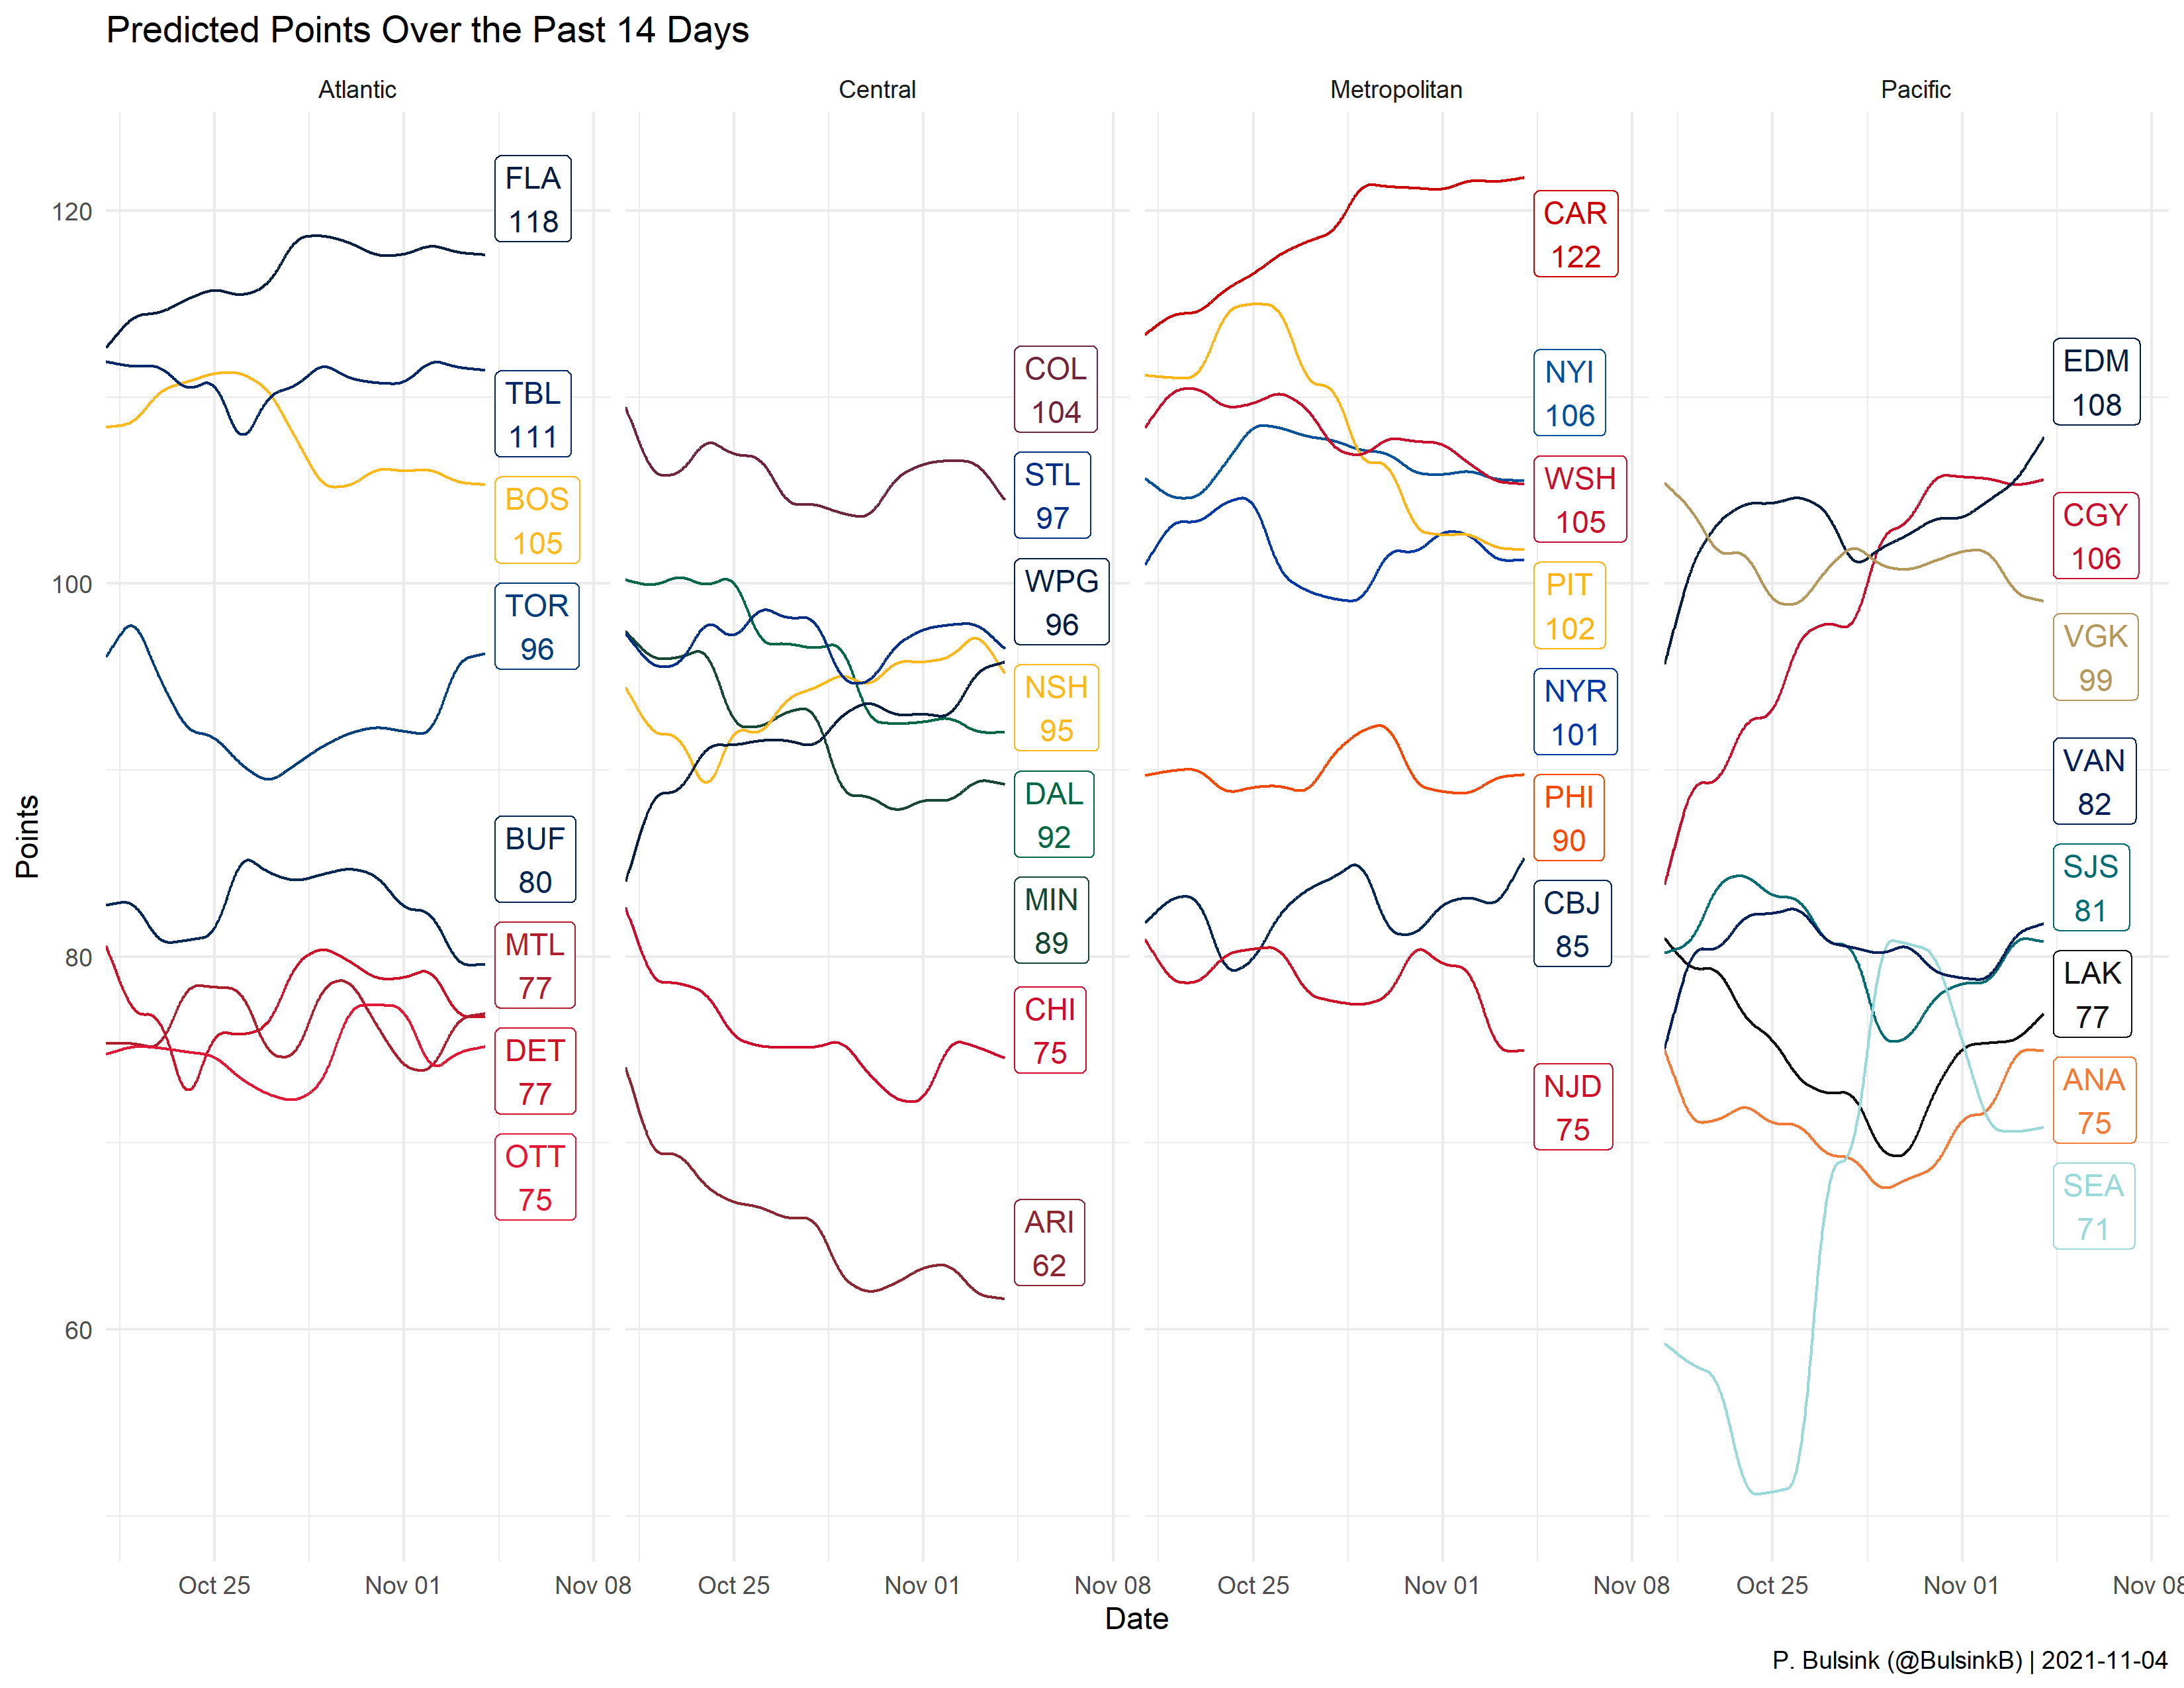 Predicted Points Over the Past 14 Days
Atlantic
Central
Metropolitan
Pacific
Points
120
100
80
60
FLA
118
TBL
111
BOS
105
TOR
96
BUF
80
MTL
77
DET
77
OTT
75
COL
104
STL
97
WPG
96
NSH
95
DAL
92
MIN
89
CHI
75
ARI
62
CAR
122
NYI
106
WSH
105
PIT
102
NYR
101
PHI
90
CBJ
85
NJD
75
EDM
108
CGY
106
VGK
99
VAN
82
SJS
81
LAK
77
ANA
75
SEA
71
Oct 25 Nov 01 Nov 08 Oct 25 Nov 01 Nov 08 Oct 25 Nov 01 Nov 08 Oct 25 Nov 01 Nov 08
Date
P. Bulsink (@BulsinkB) | 2021-11-04